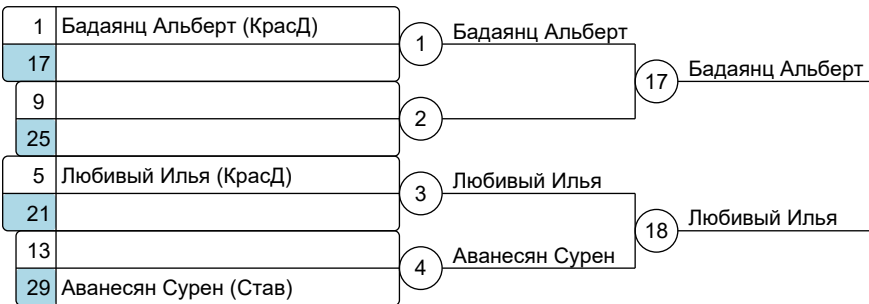 1 Бадаянц Альберт (КрасД)
17
9
25
5 Любивый Илья (КрасД)
21
13
29 Аванесян Сурен (Став)
1 Бадаянц Альберт
2
3 Любивый Илья
4 Аванесян Сурен
17 Бадаянц Альберт
18 Любивый Илья